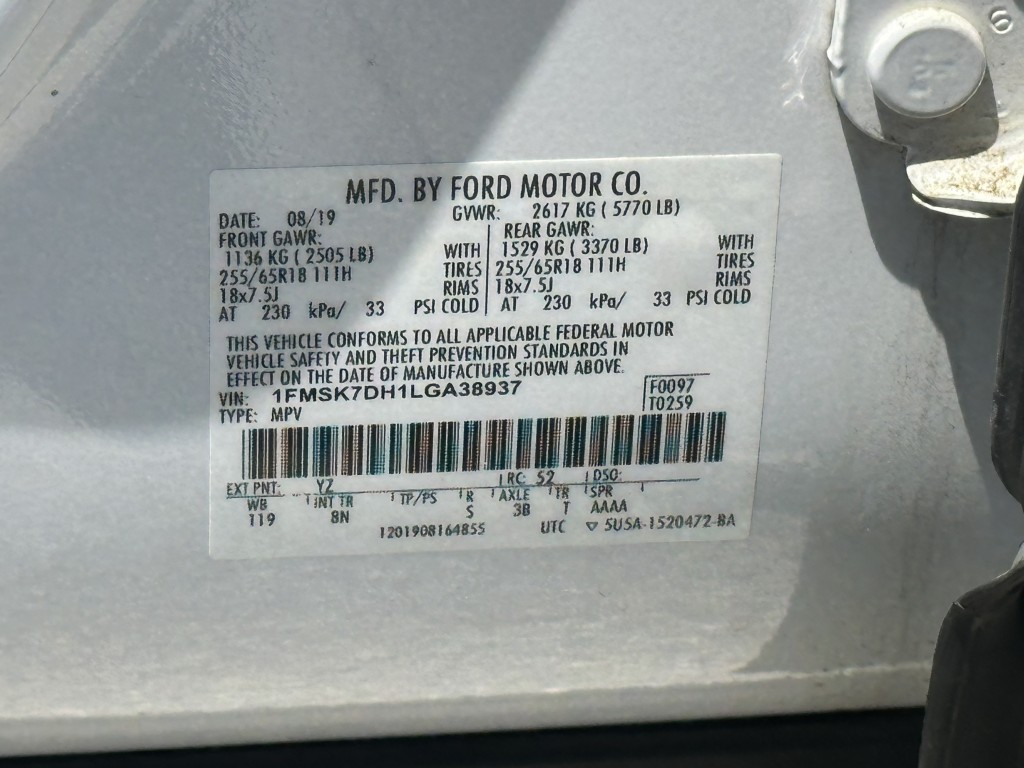 MFD. BY FORD MOTOR CO.
DATE: 08/19 GVWR: 2617 KG ( 5770 LB)
FRONT GAWR: REAR GAWR:
1136 KG ( 2505 LB) WITH 1529 KG ( 3370 LB) WITH
255/65R18 111H TIRES 255/65R18 111H TIRES
18x7.5J RIMS 18x7.5J RIMS
AT 230 kPa/ 33 PSI COLD AT 230 kPa/ 33 PSI COLD
THIS VEHICLE CONFORMS TO ALL APPLICABLE FEDERAL MOTOR
VEHICLE SAFETY AND THEFT PREVENTION STANDARDS IN
EFFECT ON THE DATE OF MANUFACTURE SHOWN ABOVE.
VIN: 1FMSK7DH1LGA38937 F0097
TYPE: MPV T0259
EXT PNT: YZ RC: 52 DSO:
WB INT TR TP/PS R AXLE TR SPR
119 8N S 3B T AAAA
1201908164855 UTC ▽ 5U5A-1520472-BA